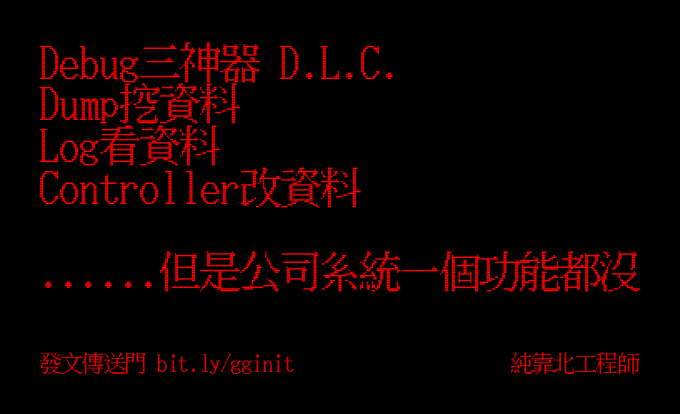 Debug三神器 D.L.C.
Dump挖資料
Log看資料
Controller改資料
......但是公司系統一個功能都沒
發文傳送門 bit.ly/gginit
純靠北工程師